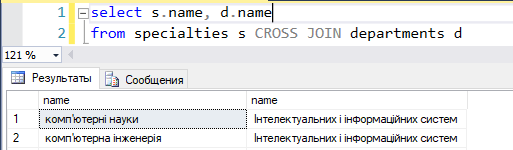 1 select s.name, d.name
2 from specialties s CROSS JOIN departments d
121 %
Результаты Сообщения
name name
1 комп'ютерні науки Інтелектуальних і інформаційних систем
2 комп'ютерна інженерія Інтелектуальних і інформаційних систем